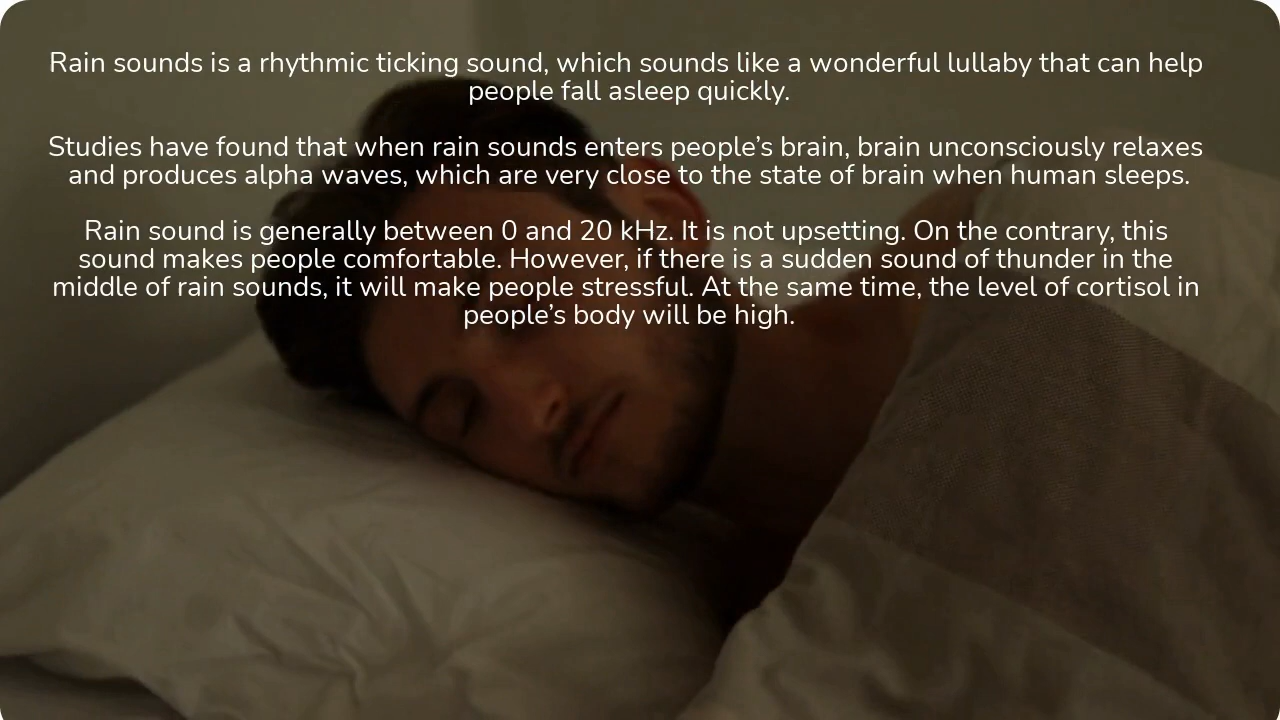 Rain sounds is a rhythmic ticking sound, which sounds like a wonderful lullaby that can help
people fall asleep quickly.
Studies have found that when rain sounds enters people’s brain, brain unconsciously relaxes
and produces alpha waves, which are very close to the state of brain when human sleeps.
Rain sound is generally between 0 and 20 kHz. It is not upsetting. On the contrary, this
sound makes people comfortable. However, if there is a sudden sound of thunder in the
middle of rain sounds, it will make people stressful. At the same time, the level of cortisol in
people’s body will be high.